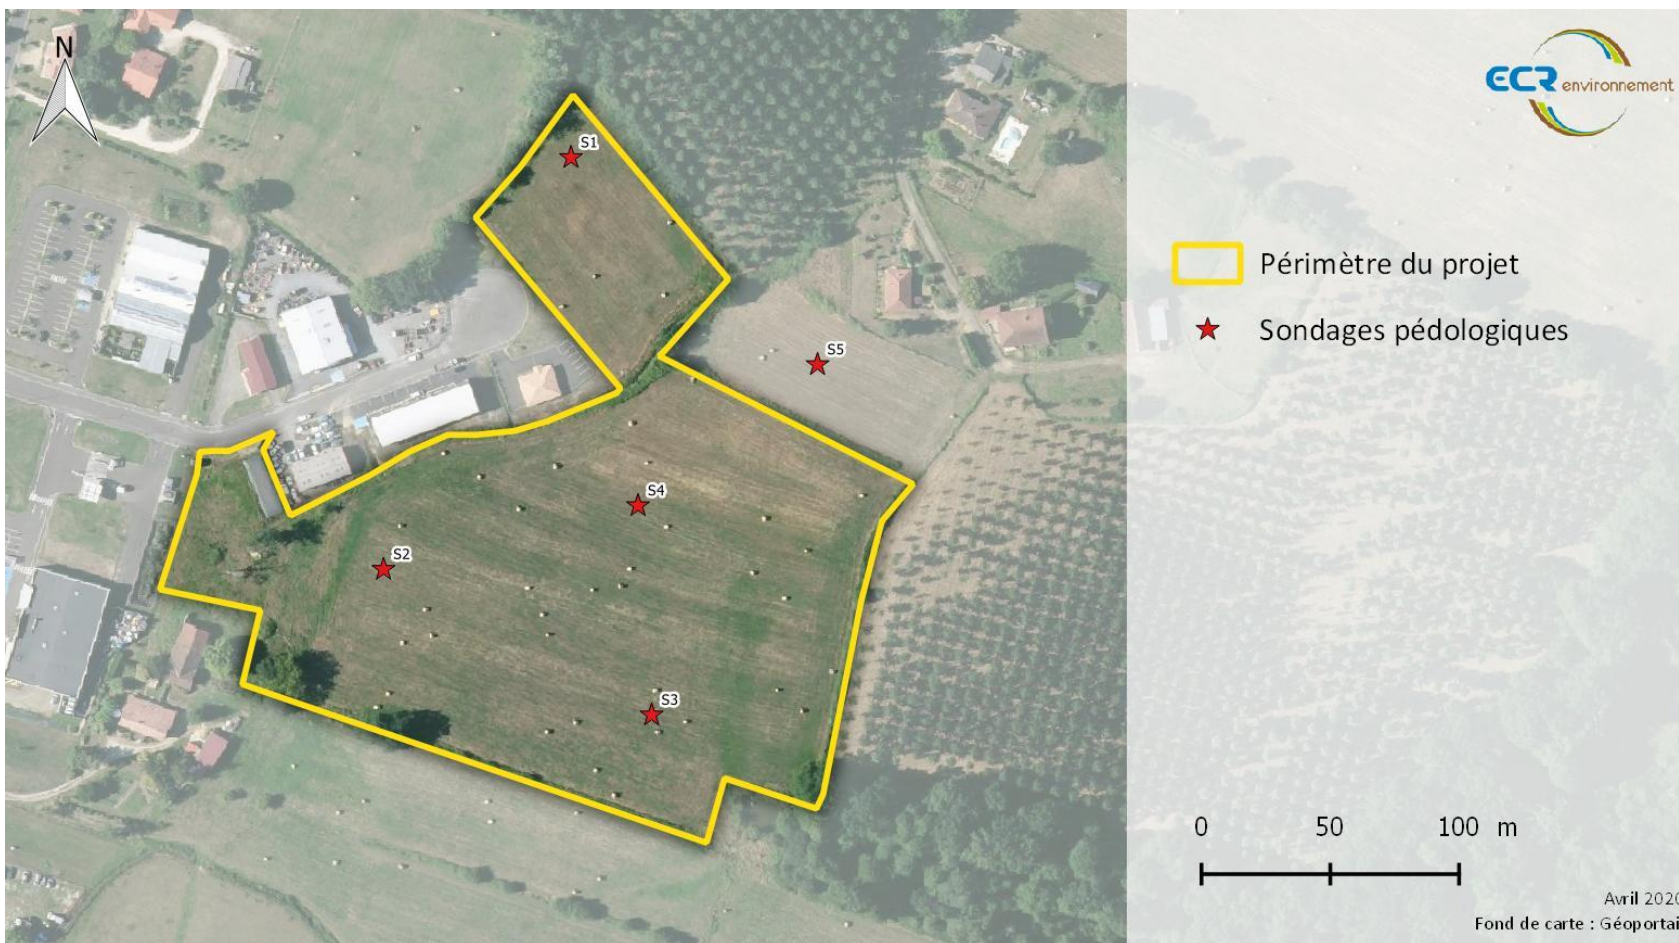 N
S1
S5
S4
S2
S3
ECR environnement
Périmètre du projet
Sondages pédologiques
0 50 100 m
Avril 2020
Fond de carte : Géoportai